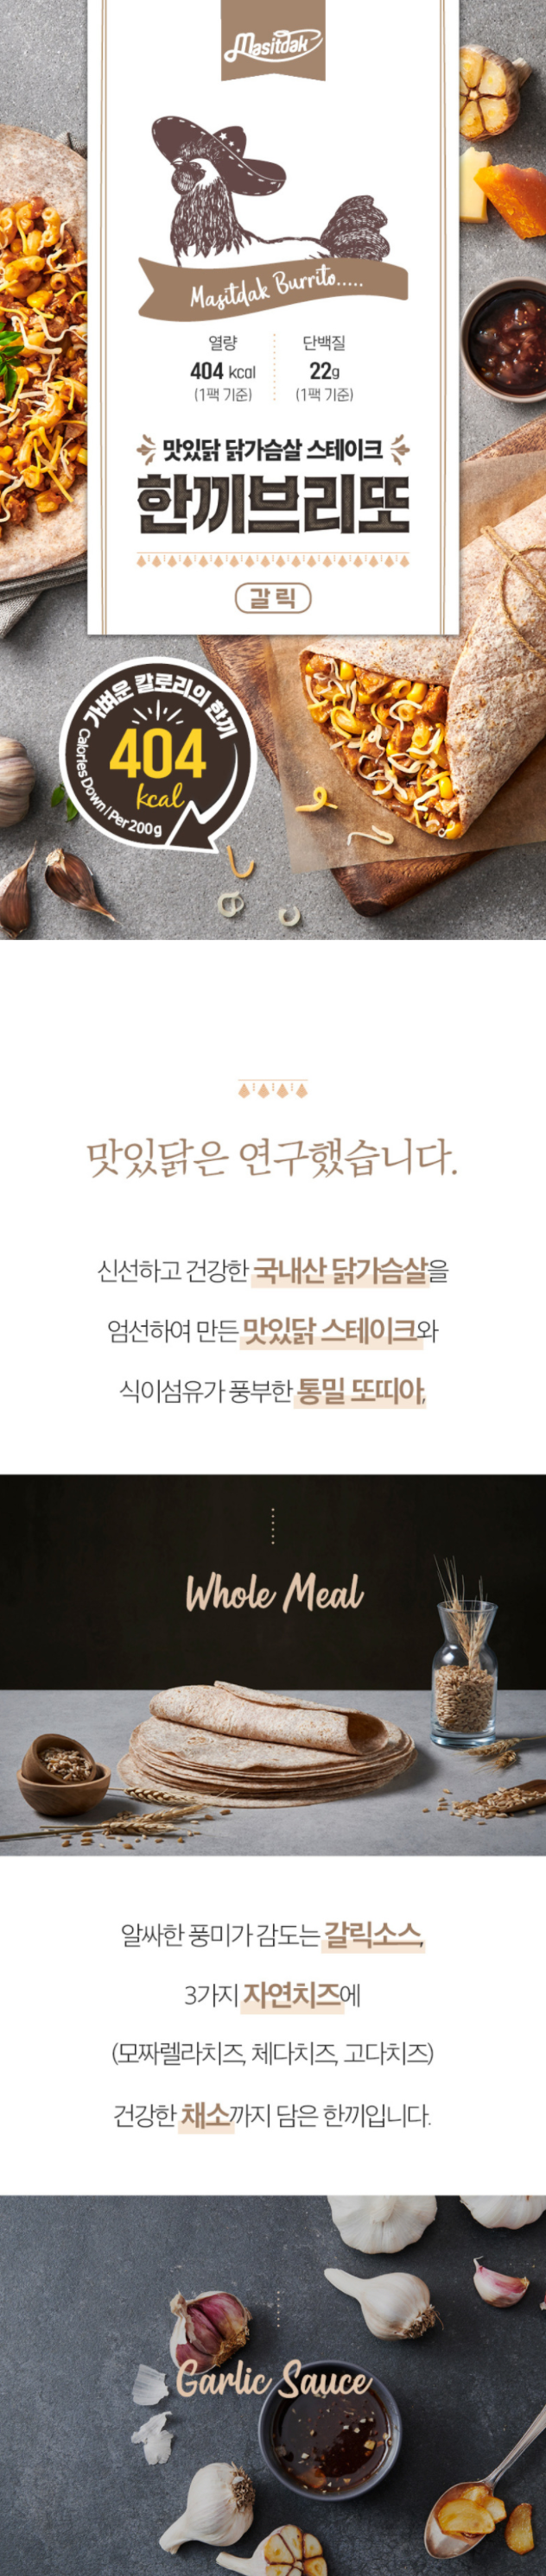 Masitdak
Masitdak Burrito.....
열량
404 kcal
(1팩 기준)
단백질
22g
(1팩 기준)
맛있닭 닭가슴살 스테이크
한끼브리또
갈릭
가벼운 칼로리의 한끼
404
kcal
Calories Down / Per 200g
맛있닭은 연구했습니다.
신선하고 건강한 국내산 닭가슴살을
엄선하여 만든 맛있닭 스테이크와
식이섬유가 풍부한 통밀 또띠아,
Whole Meal
알싸한 풍미가 감도는 갈릭소스,
3가지 자연치즈에
(모짜렐라치즈, 체다치즈, 고다치즈)
건강한 채소까지 담은 한끼입니다.
Garlic Sauce